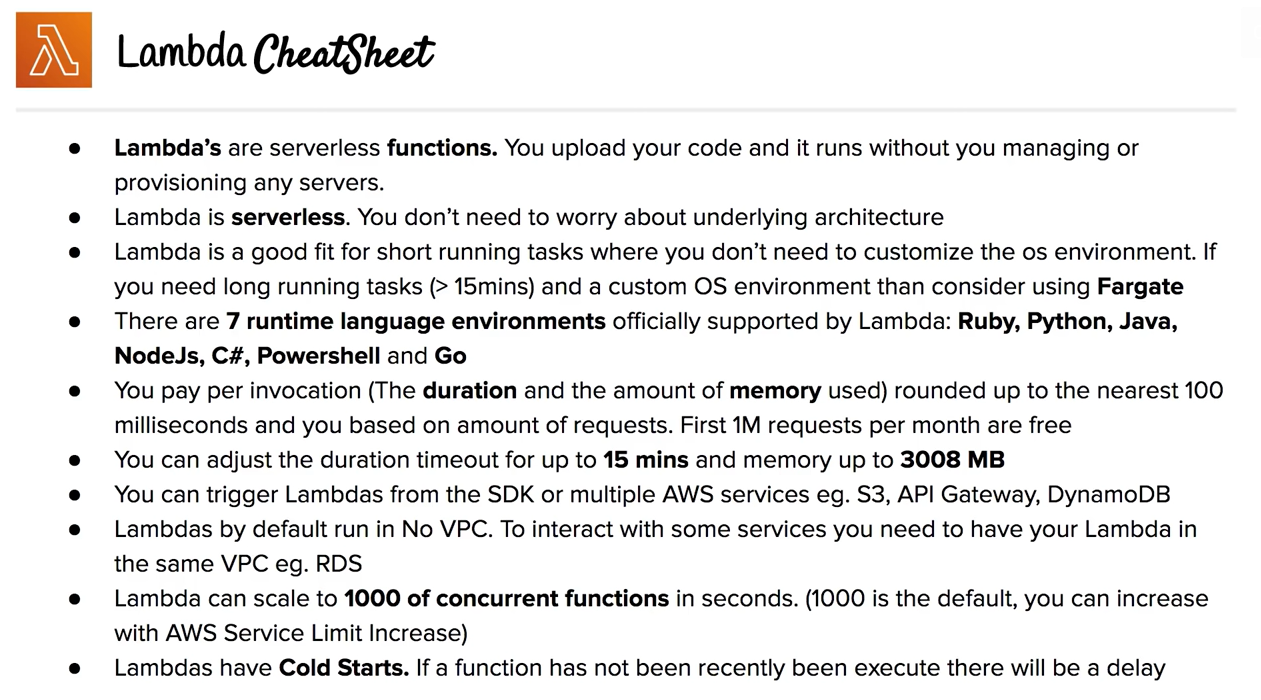 Lambda CheatSheet
● Lambda’s are serverless functions. You upload your code and it runs without you managing or
provisioning any servers.
● Lambda is serverless. You don’t need to worry about underlying architecture
● Lambda is a good fit for short running tasks where you don’t need to customize the os environment. If
you need long running tasks (> 15mins) and a custom OS environment than consider using Fargate
● There are 7 runtime language environments officially supported by Lambda: Ruby, Python, Java,
NodeJs, C#, Powershell and Go
● You pay per invocation (The duration and the amount of memory used) rounded up to the nearest 100
milliseconds and you based on amount of requests. First 1M requests per month are free
● You can adjust the duration timeout for up to 15 mins and memory up to 3008 MB
● You can trigger Lambdas from the SDK or multiple AWS services eg. S3, API Gateway, DynamoDB
● Lambdas by default run in No VPC. To interact with some services you need to have your Lambda in
the same VPC eg. RDS
● Lambda can scale to 1000 of concurrent functions in seconds. (1000 is the default, you can increase
with AWS Service Limit Increase)
● Lambdas have Cold Starts. If a function has not been recently been execute there will be a delay